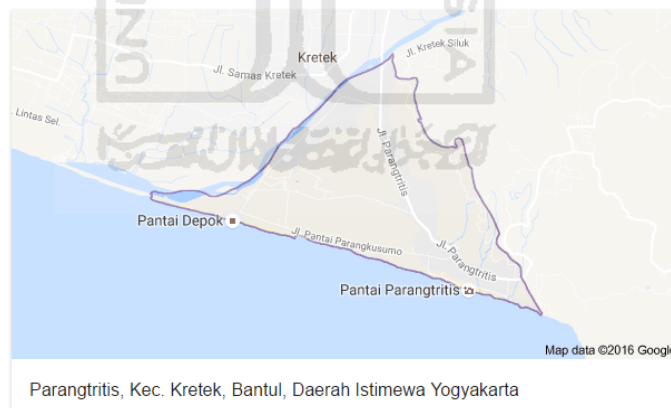 Kretek
Jl. Kretek Siluk
Jl. Samas Kretek
Lintas Sel.
Jl. Parangtritis
Pantai Depok
Jl. Pantai Parangkusumo
Jl. Parangtritis
Pantai Parangtritis
Map data ©2016 Google
Parangtritis, Kec. Kretek, Bantul, Daerah Istimewa Yogyakarta